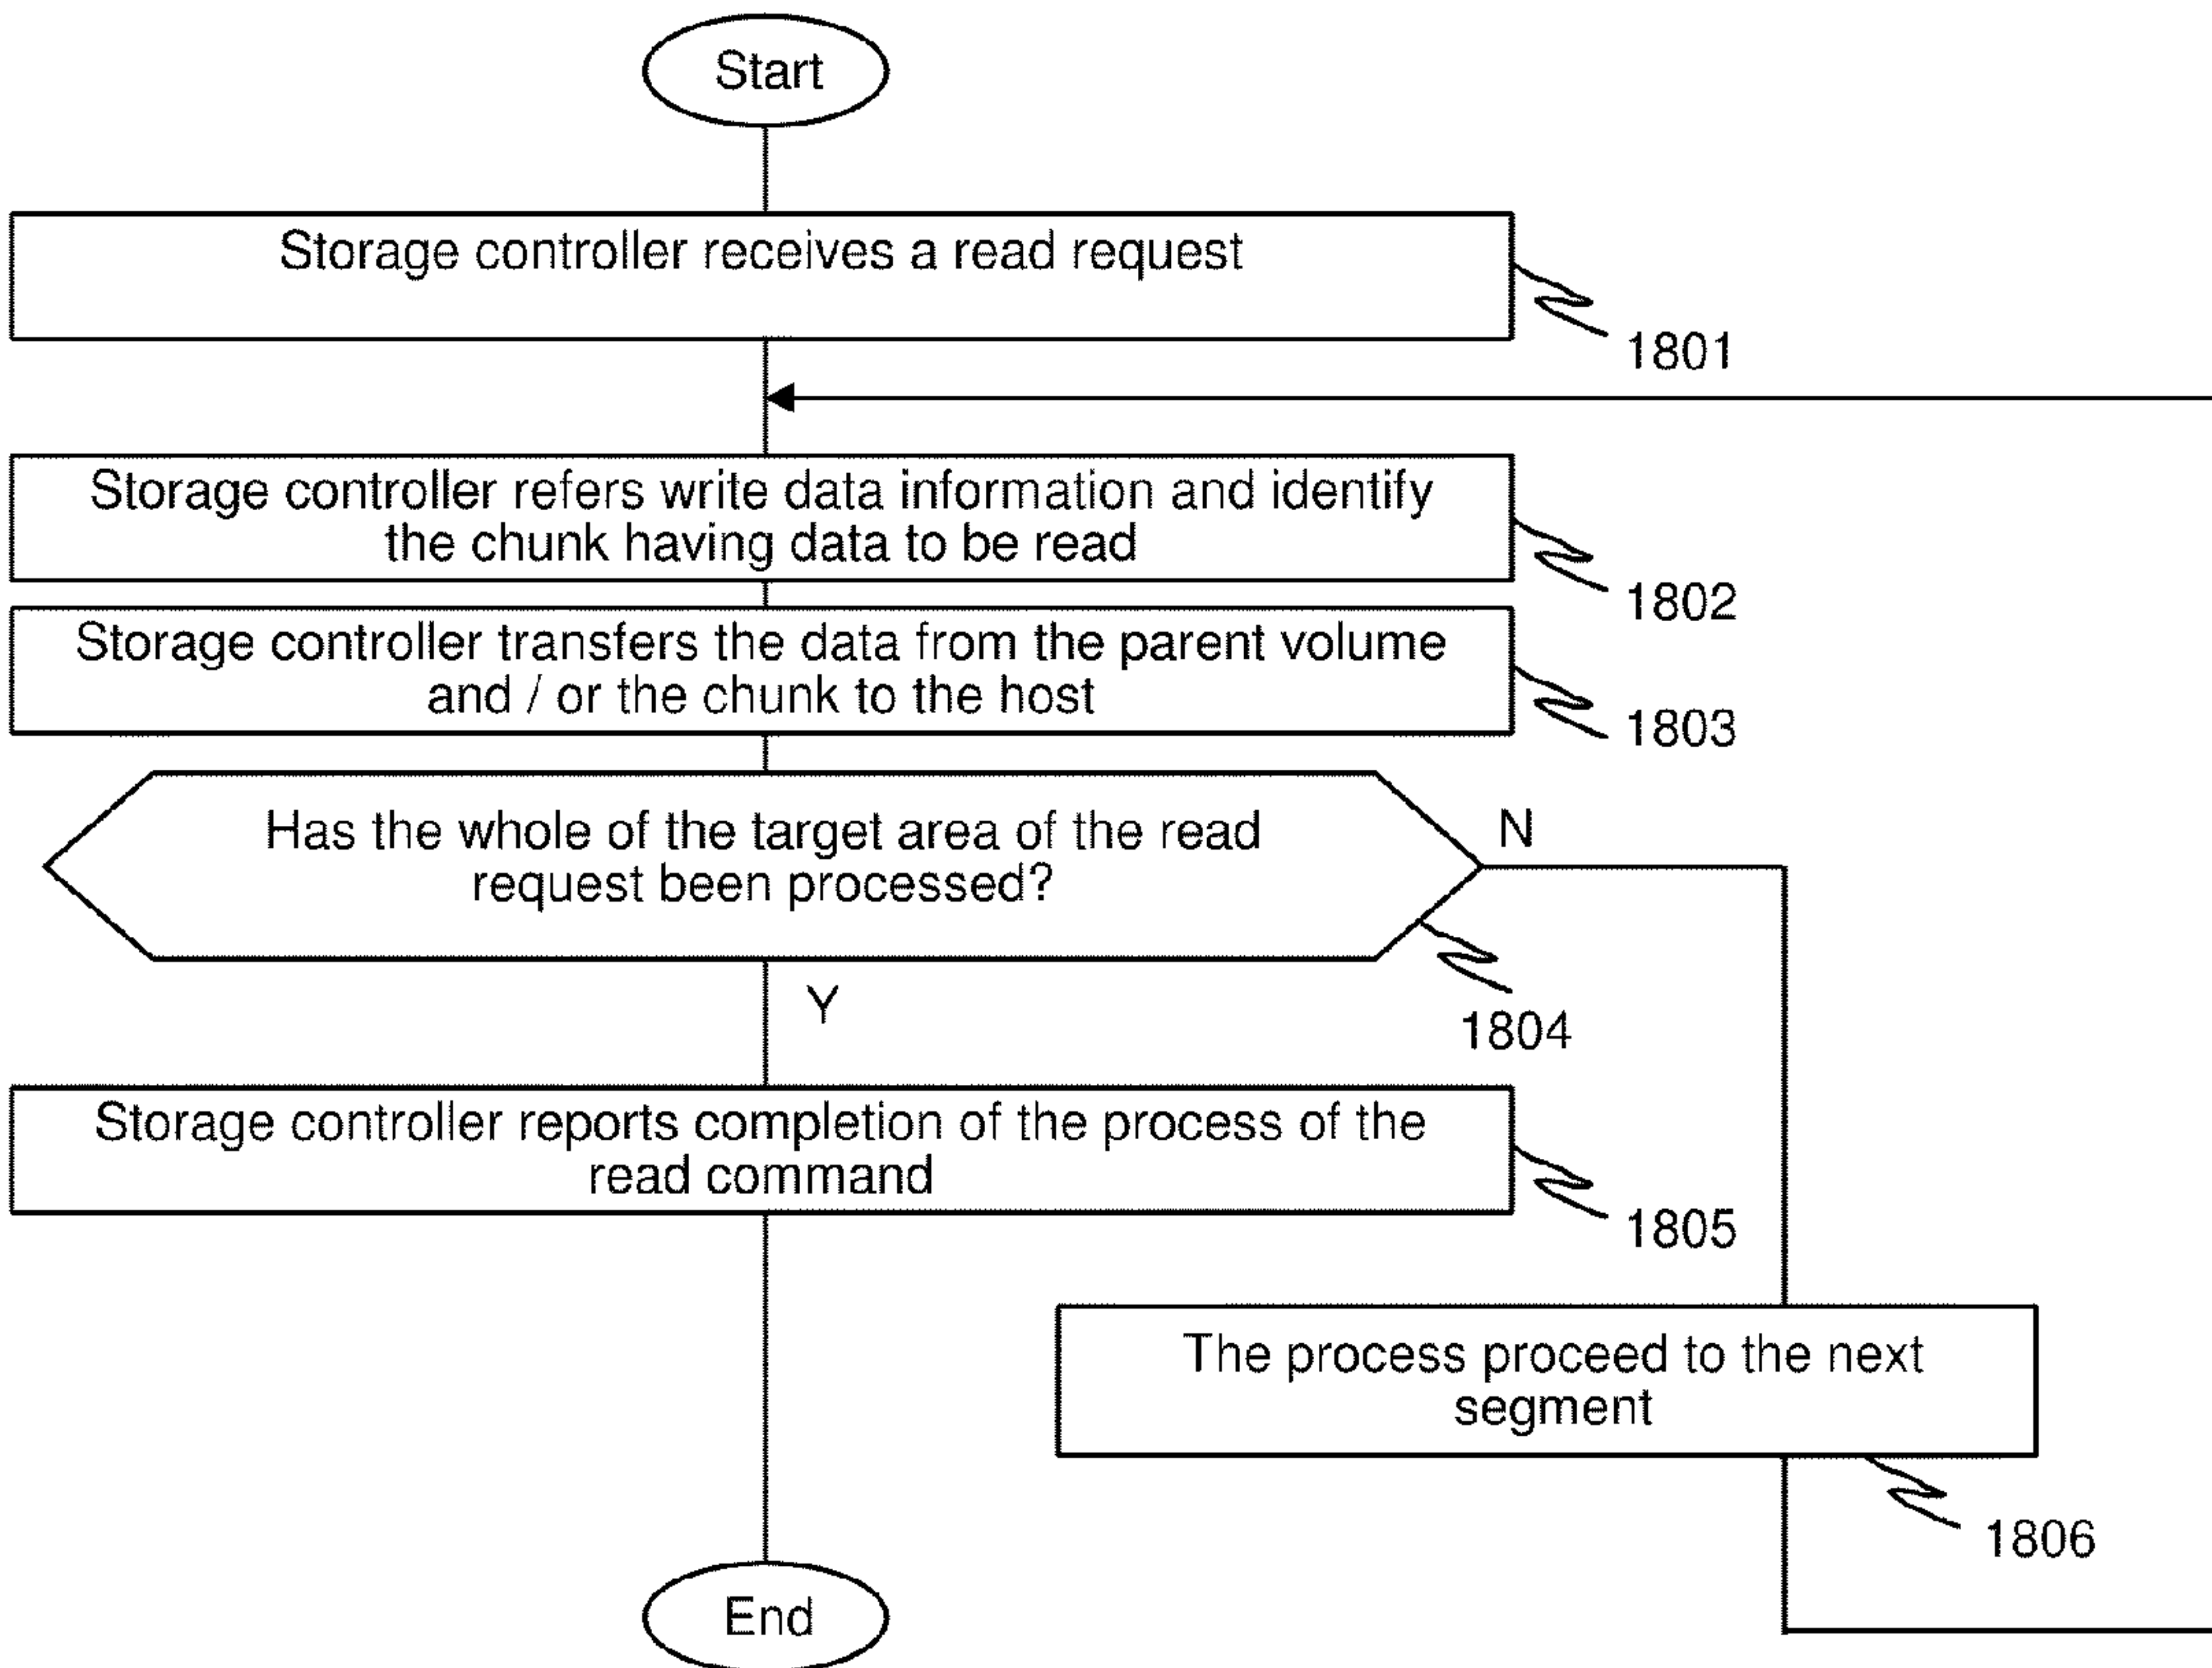 Start
Storage controller receives a read request
1801
Storage controller refers write data information and identify
the chunk having data to be read
1802
Storage controller transfers the data from the parent volume
and / or the chunk to the host
1803
Has the whole of the target area of the read
request been processed?
N
1804
Y
Storage controller reports completion of the process of the
read command
1805
The process proceed to the next
segment
1806
End